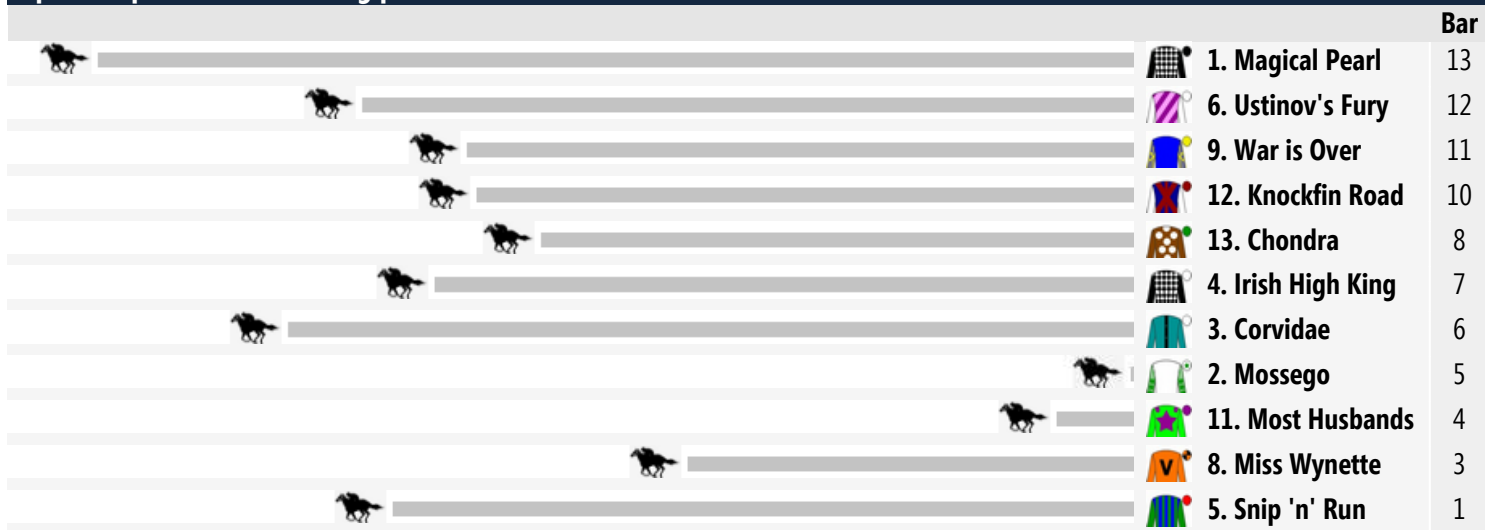 Bar
1. Magical Pearl 13
6. Ustinov's Fury 12
9. War is Over 11
12. Knockfin Road 10
13. Chondra 8
4. Irish High King 7
3. Corvidae 6
2. Mossego 5
11. Most Husbands 4
V 8. Miss Wynette 3
5. Snip 'n' Run 1